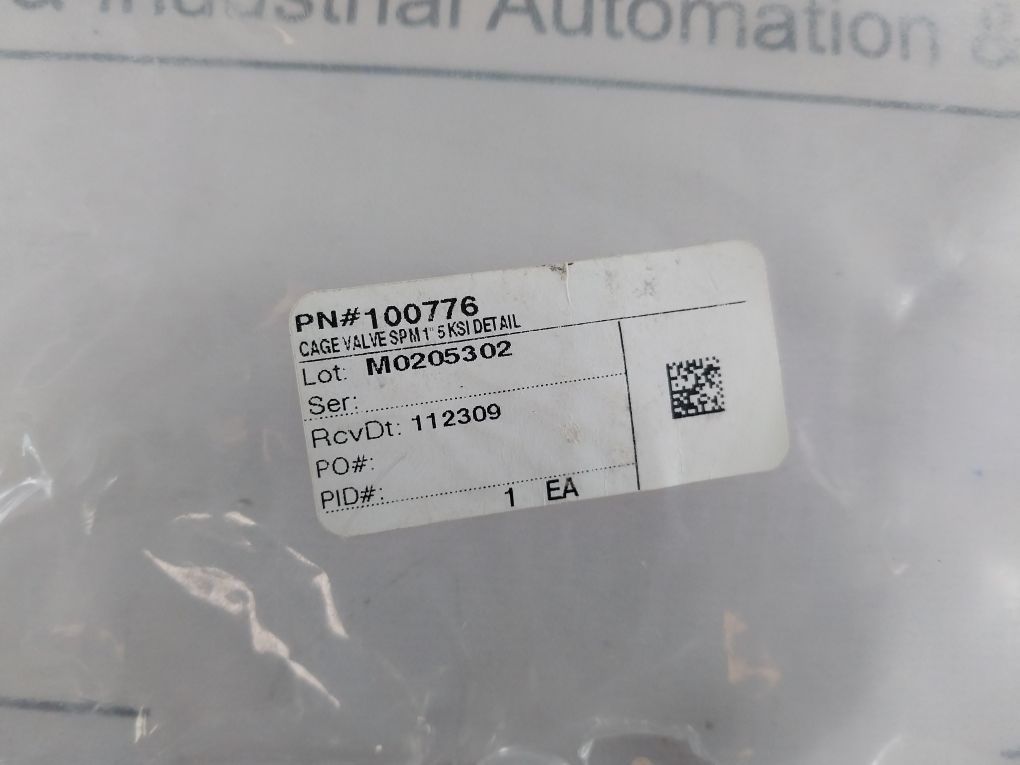 Industrial Automation &
PN#100776
CAGE VALVE SPM 1" 5 KSI DETAIL
Lot: M0205302
Ser:
RcvDt: 112309
PO#:
PID#: 1 EA